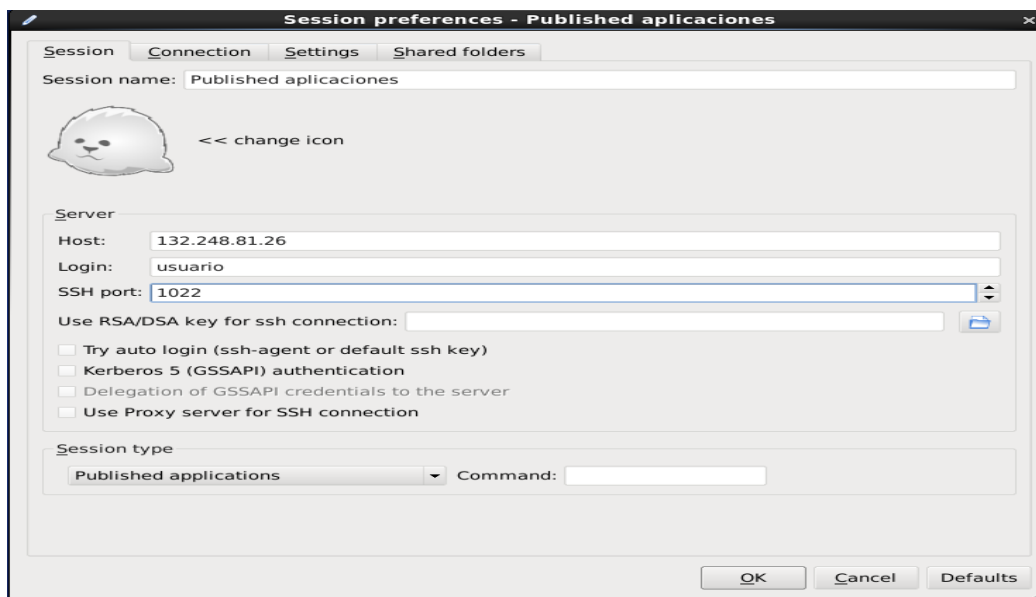 Session preferences - Published aplicaciones
Session Connection Settings Shared folders
Session name: Published aplicaciones
<< change icon
Server
Host: 132.248.81.26
Login: usuario
SSH port: 1022
Use RSA/DSA key for ssh connection:
Try auto login (ssh-agent or default ssh key)
Kerberos 5 (GSSAPI) authentication
Delegation of GSSAPI credentials to the server
Use Proxy server for SSH connection
Session type
Published applications Command:
OK Cancel Defaults